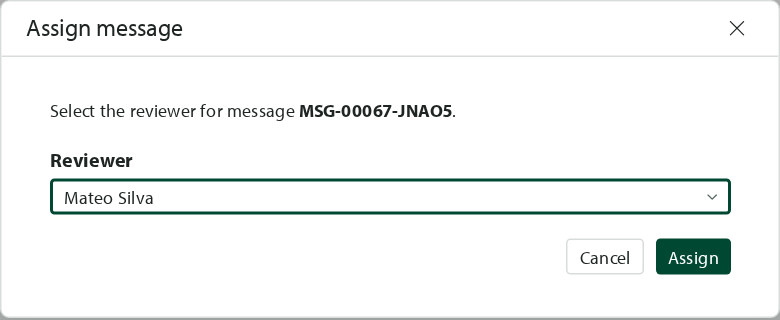 Assign message
Select the reviewer for message MSG-00067-JNAO5.
Reviewer
Mateo Silva
Cancel
Assign